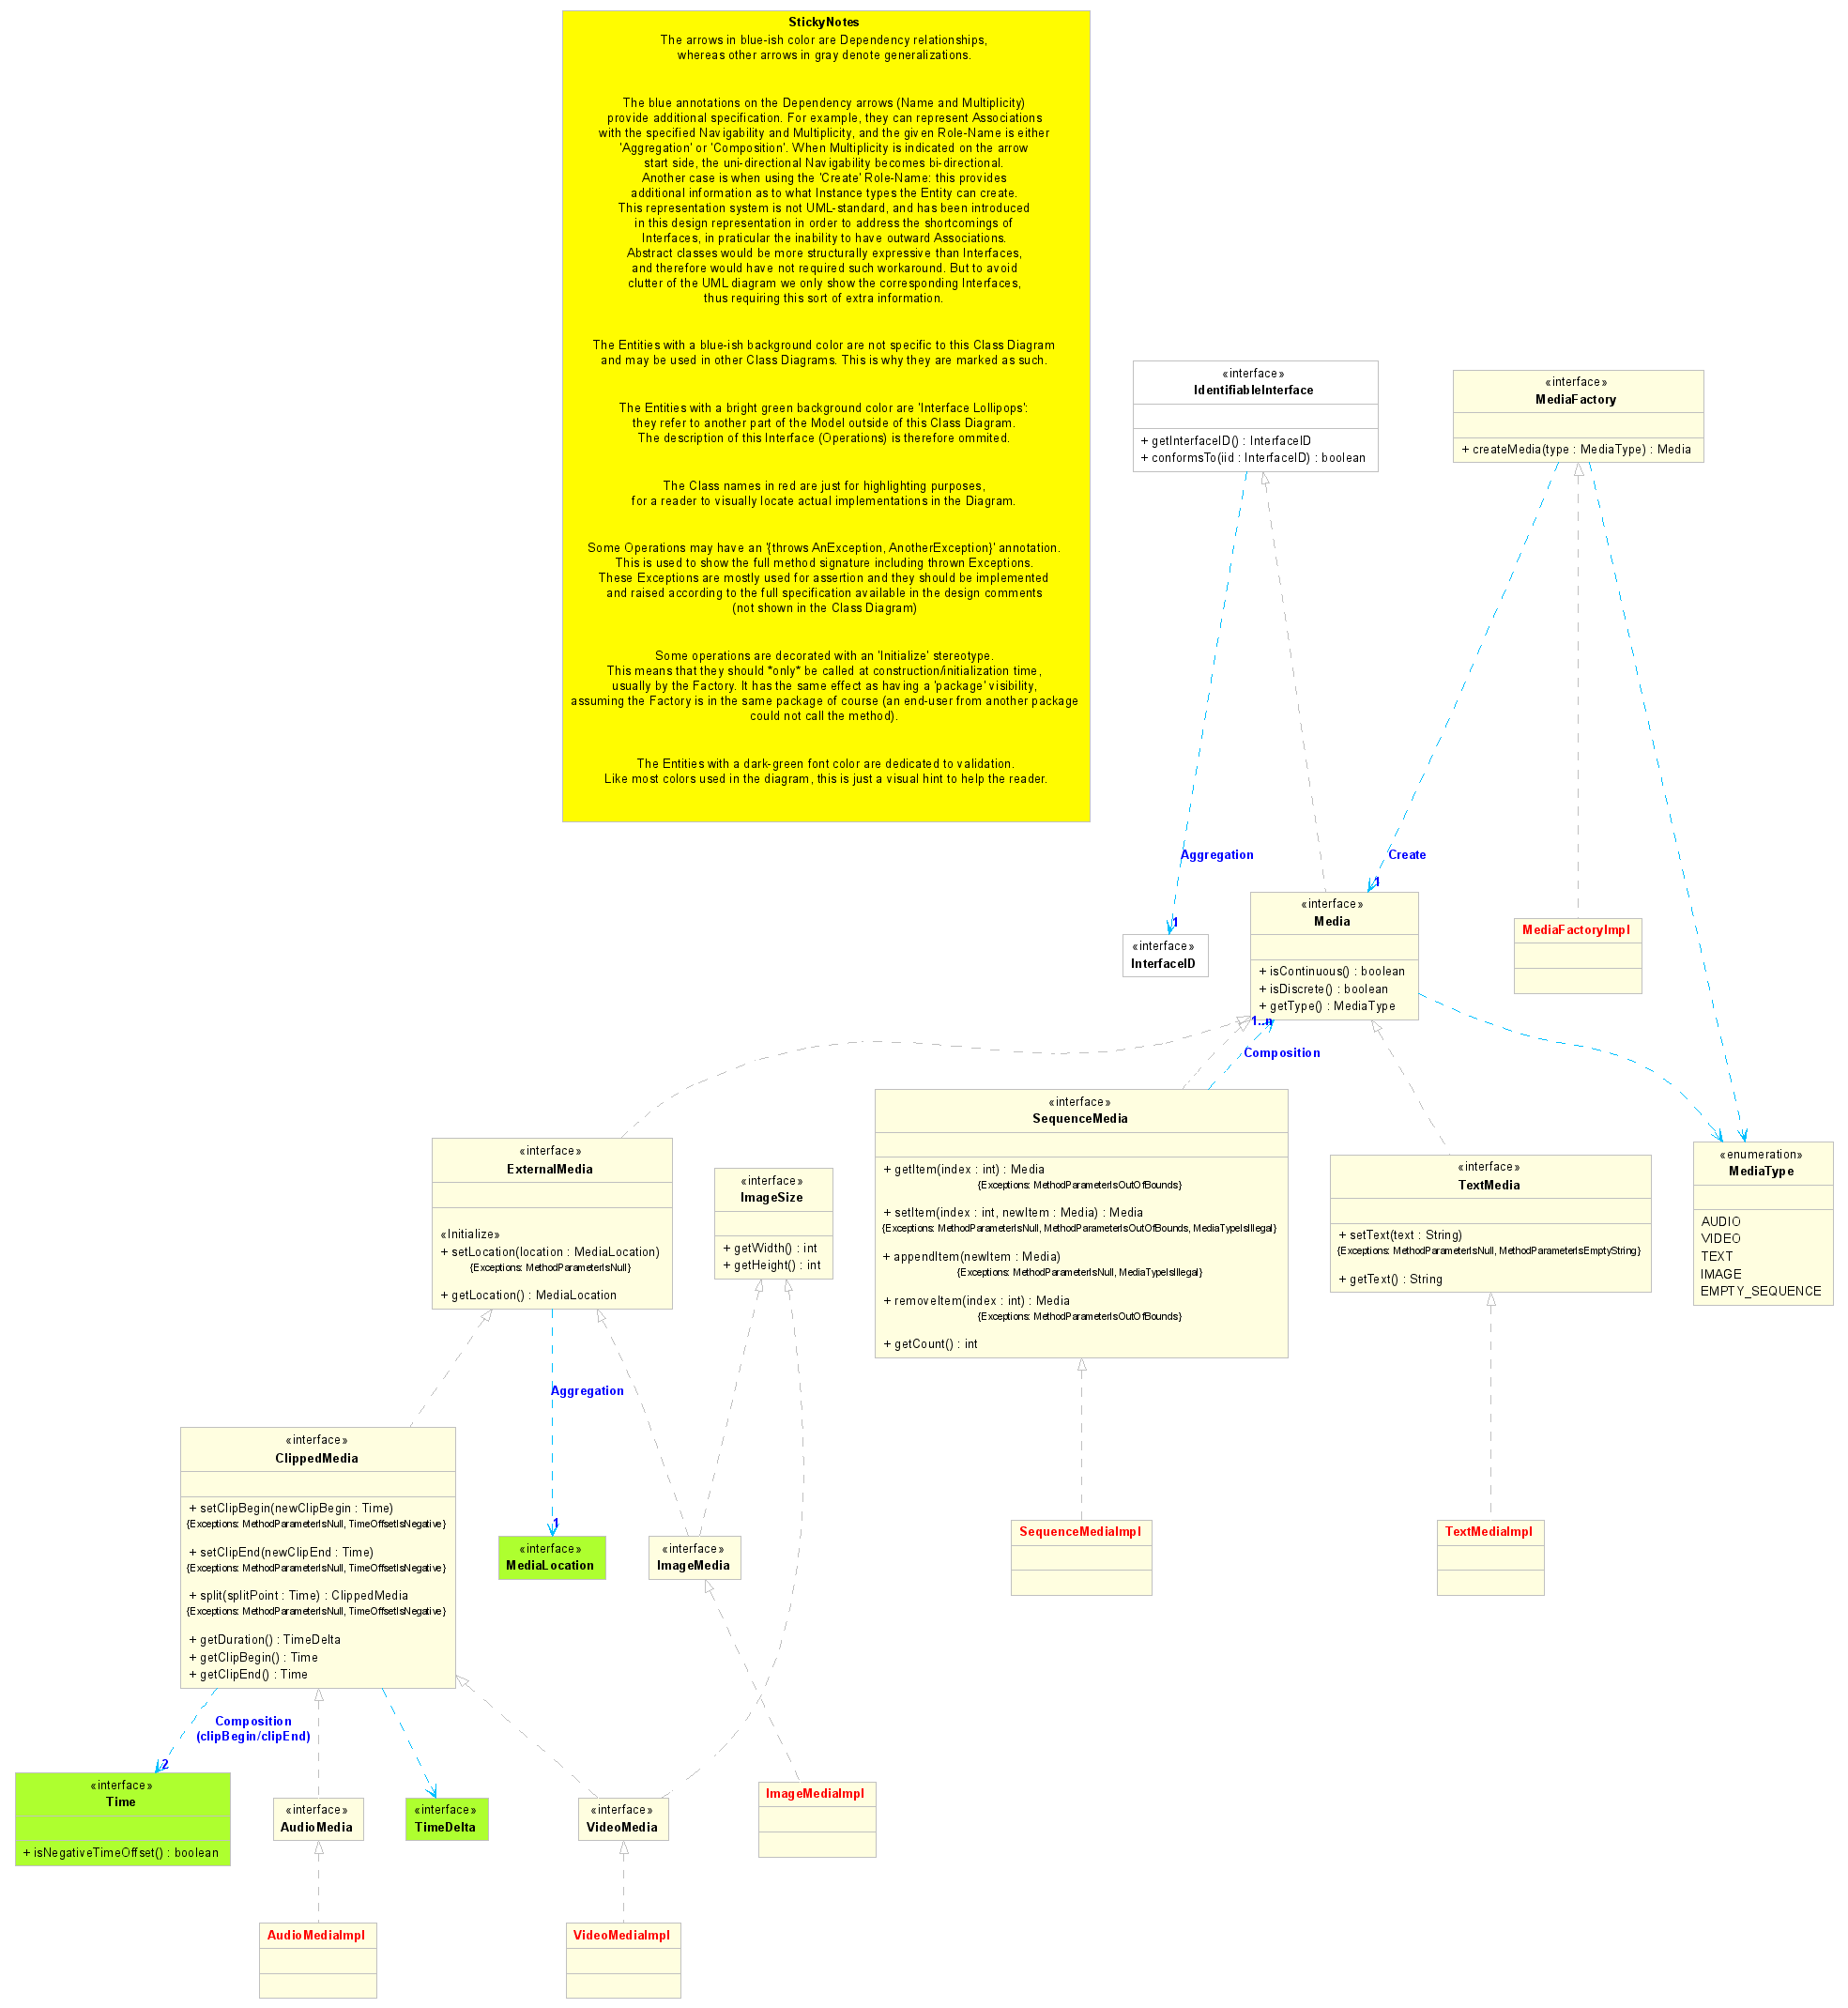 StickyNotes
The arrows in blue-ish color are Dependency relationships,
whereas other arrows in gray denote generalizations.
The blue annotations on the Dependency arrows (Name and Multiplicity)
provide additional specification. For example, they can represent Associations
with the specified Navigability and Multiplicity, and the given Role-Name is either
'Aggregation' or 'Composition'. When Multiplicity is indicated on the arrow
start side, the uni-directional Navigability becomes bi-directional.
Another case is when using the 'Create' Role-Name: this provides
additional information as to what Instance types the Entity can create.
This representation system is not UML-standard, and has been introduced
in this design representation in order to address the shortcomings of
Interfaces, in praticular the inability to have outward Associations.
Abstract classes would be more structurally expressive than Interfaces,
and therefore would have not required such workaround. But to avoid
clutter of the UML diagram we only show the corresponding Interfaces,
thus requiring this sort of extra information.
The Entities with a blue-ish background color are not specific to this Class Diagram
and may be used in other Class Diagrams. This is why they are marked as such.
The Entities with a bright green background color are 'Interface Lollipops':
they refer to another part of the Model outside of this Class Diagram.
The description of this Interface (Operations) is therefore ommited.
The Class names in red are just for highlighting purposes,
for a reader to visually locate actual implementations in the Diagram.
Some Operations may have an '{throws AnException, AnotherException}' annotation.
This is used to show the full method signature including thrown Exceptions.
These Exceptions are mostly used for assertion and they should be implemented
and raised according to the full specification available in the design comments
(not shown in the Class Diagram)
Some operations are decorated with an 'Initialize' stereotype.
This means that they should *only* be called at construction/initialization time,
usually by the Factory. It has the same effect as having a 'package' visibility,
assuming the Factory is in the same package of course (an end-user from another package
could not call the method).
The Entities with a dark-green font color are dedicated to validation.
Like most colors used in the diagram, this is just a visual hint to help the reader.
«interface»
IdentifiableInterface
+ getInterfaceID() : InterfaceID
+ conformsTo(iid : InterfaceID) : boolean
«interface»
MediaFactory
+ createMedia(type : MediaType) : Media
Aggregation
1
Create
1
«interface»
InterfaceID
«interface»
Media
+ isContinuous() : boolean
+ isDiscrete() : boolean
+ getType() : MediaType
MediaFactoryImpl
1..n
Composition
«interface»
ExternalMedia
«Initialize»
+ setLocation(location : MediaLocation)
{Exceptions: MethodParameterIsNull}
+ getLocation() : MediaLocation
«interface»
ImageSize
+ getWidth() : int
+ getHeight() : int
«interface»
SequenceMedia
+ getItem(index : int) : Media
{Exceptions: MethodParameterIsOutOfBounds}
+ setItem(index : int, newItem : Media) : Media
{Exceptions: MethodParameterIsNull, MethodParameterIsOutOfBounds, MediaTypeIsIllegal}
+ appendItem(newItem : Media)
{Exceptions: MethodParameterIsNull, MediaTypeIsIllegal}
+ removeItem(index : int) : Media
{Exceptions: MethodParameterIsOutOfBounds}
+ getCount() : int
«interface»
TextMedia
+ setText(text : String)
{Exceptions: MethodParameterIsNull, MethodParameterIsEmptyString}
+ getText() : String
«enumeration»
MediaType
AUDIO
VIDEO
TEXT
IMAGE
EMPTY_SEQUENCE
Aggregation
1
«interface»
ClippedMedia
+ setClipBegin(newClipBegin : Time)
{Exceptions: MethodParameterIsNull, TimeOffsetIsNegative}
+ setClipEnd(newClipEnd : Time)
{Exceptions: MethodParameterIsNull, TimeOffsetIsNegative}
+ split(splitPoint : Time) : ClippedMedia
{Exceptions: MethodParameterIsNull, TimeOffsetIsNegative}
+ getDuration() : TimeDelta
+ getClipBegin() : Time
+ getClipEnd() : Time
«interface»
MediaLocation
«interface»
ImageMedia
SequenceMediaImpl
TextMediaImpl
Composition
(clipBegin/clipEnd)
2
«interface»
Time
+ isNegativeTimeOffset() : boolean
«interface»
AudioMedia
«interface»
TimeDelta
«interface»
VideoMedia
ImageMediaImpl
AudioMediaImpl
VideoMediaImpl